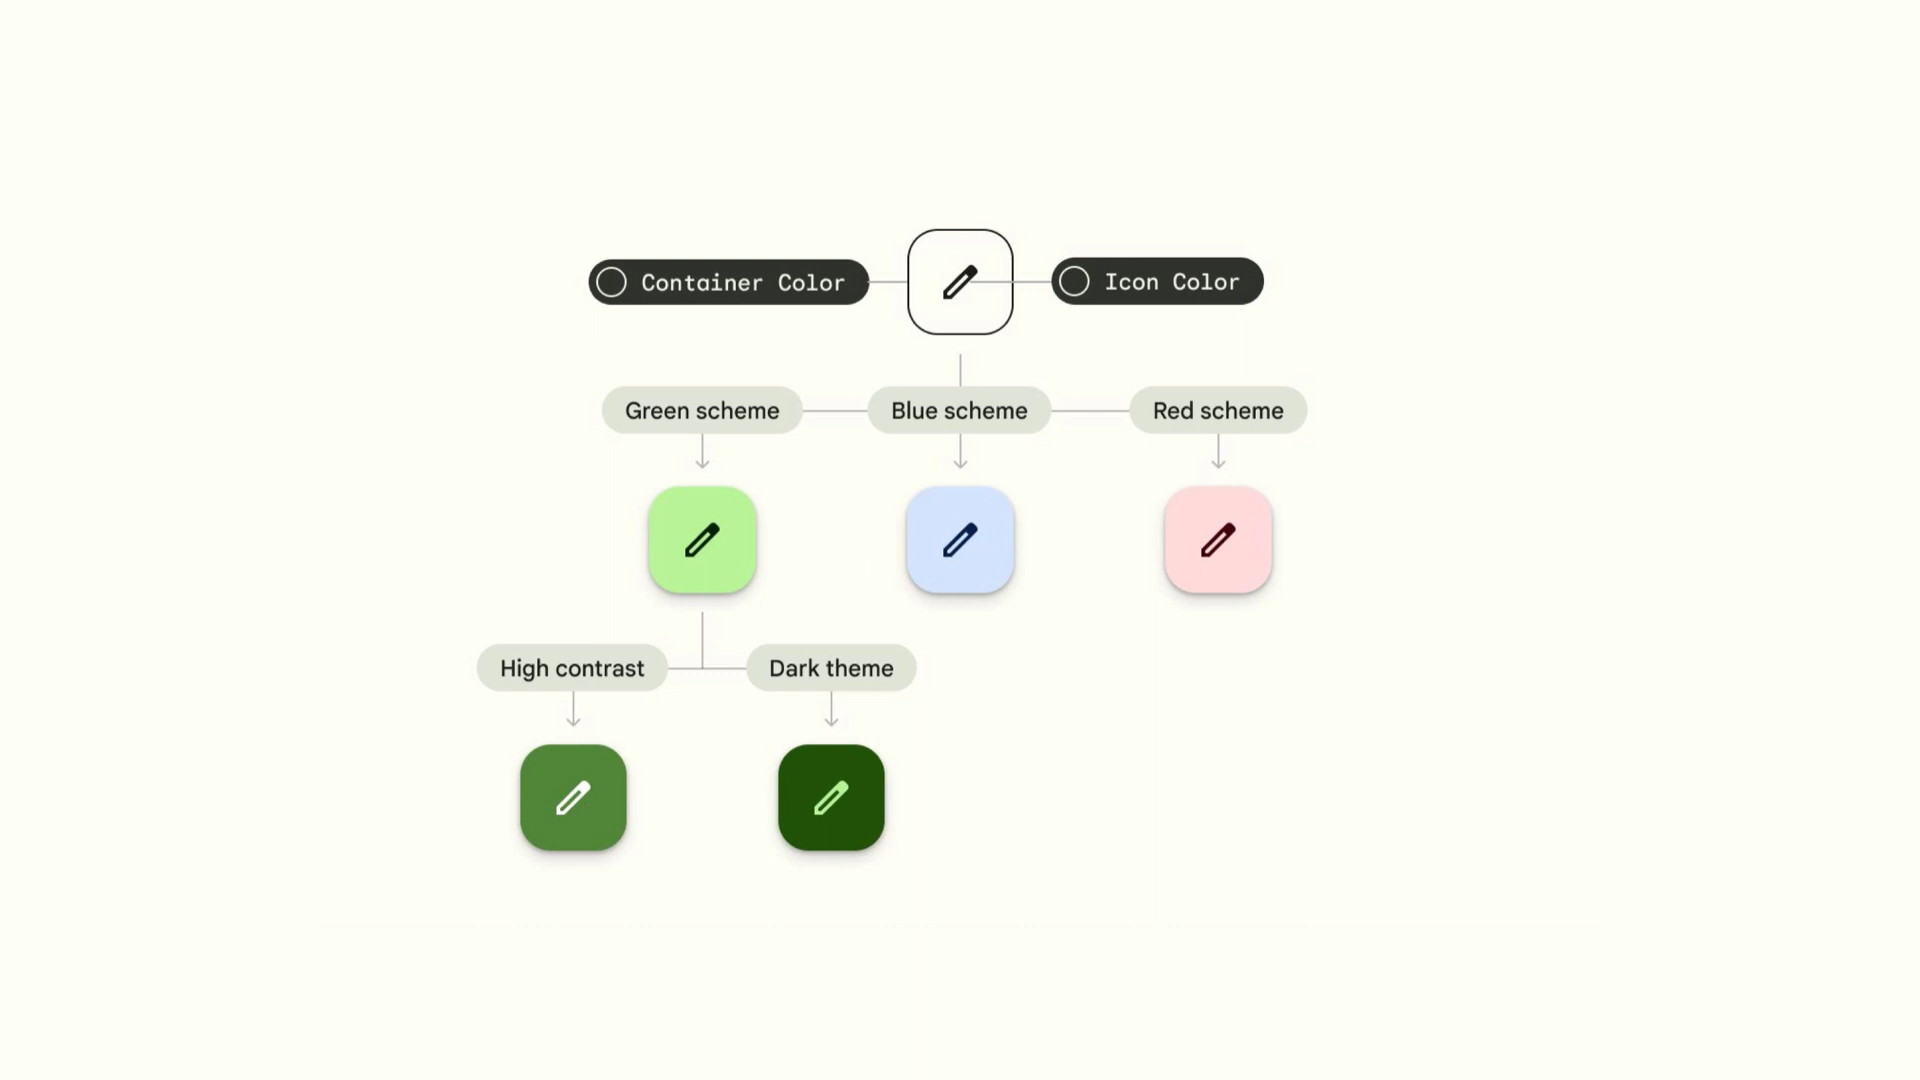 Container Color
Icon Color
Green scheme
Blue scheme
Red scheme
High contrast
Dark theme